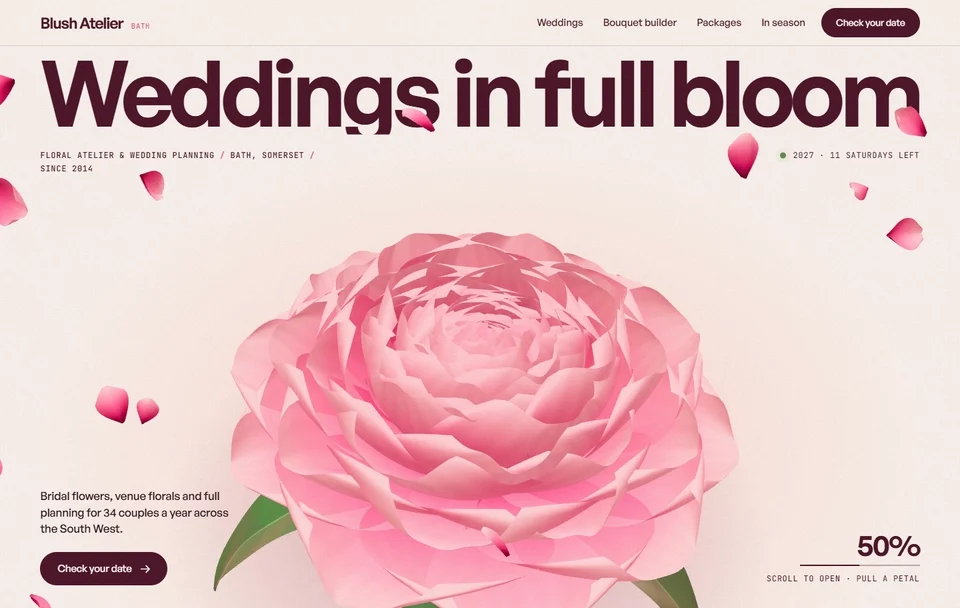 Blush Atelier BATH
Weddings Bouquet builder Packages In season Check your date
Weddings in full bloom
FLORAL ATELIER & WEDDING PLANNING / BATH, SOMERSET /
SINCE 2014
2027 · 11 SATURDAYS LEFT
Bridal flowers, venue florals and full
planning for 34 couples a year across
the South West.
Check your date →
50%
SCROLL TO OPEN · PULL A PETAL